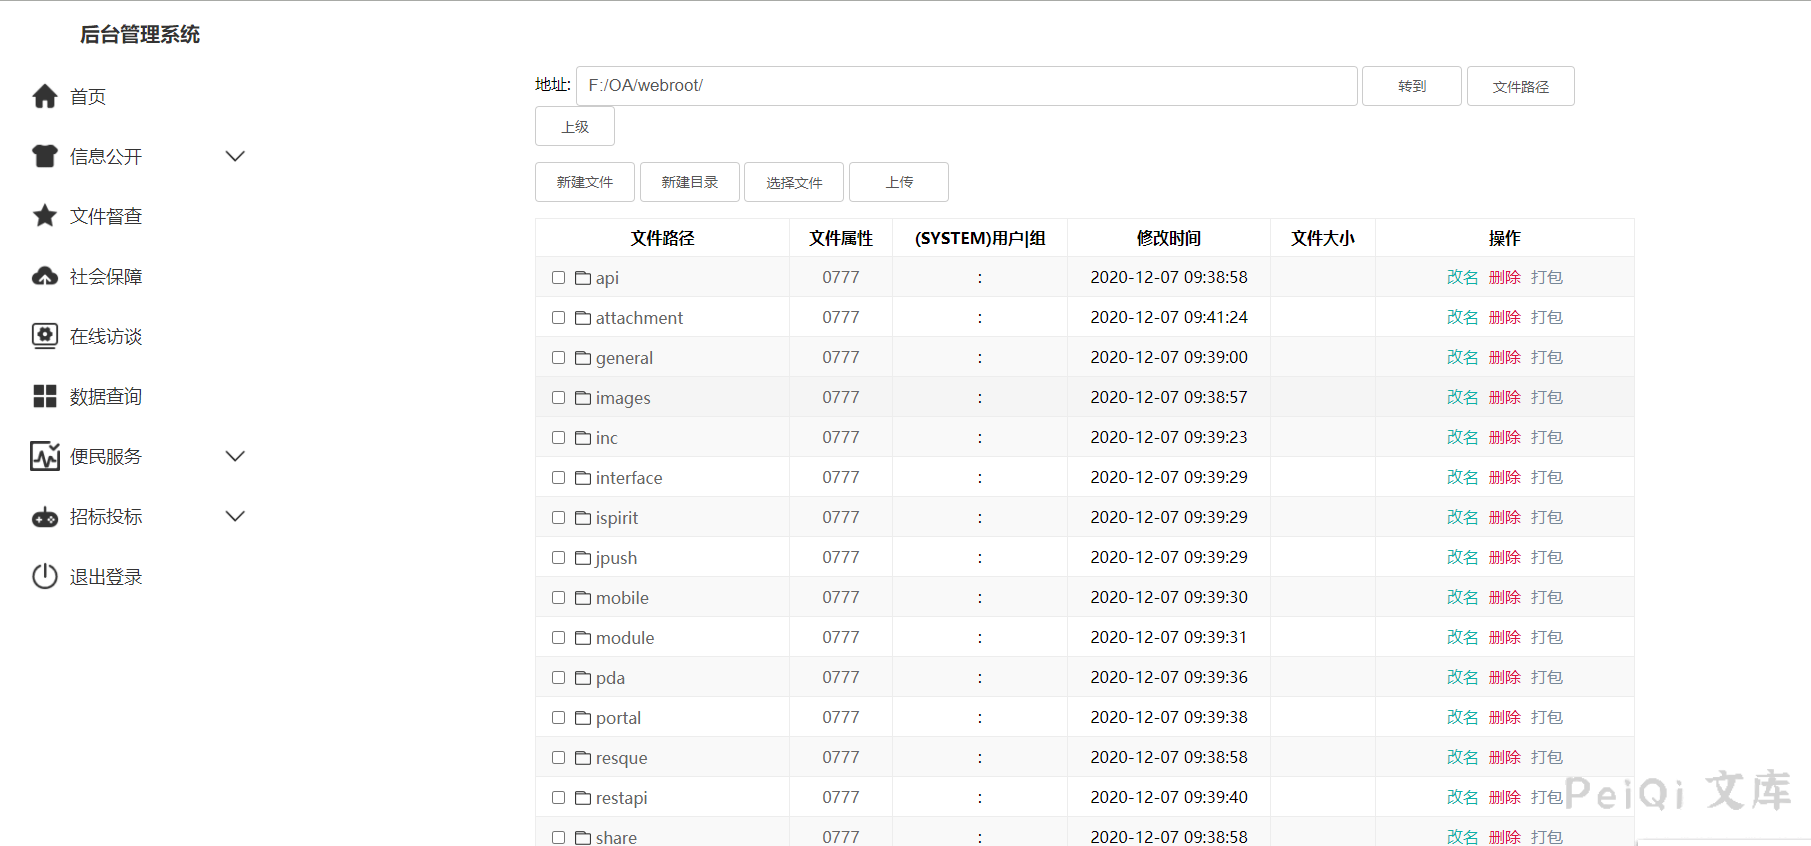 后台管理系统
首页
信息公开
文件督查
社会保障
在线访谈
数据查询
便民服务
招标投标
退出登录
地址: F:/OA/webroot/ 转到 文件路径
上级
新建文件 新建目录 选择文件 上传
文件路径 文件属性 (SYSTEM)用户|组 修改时间 文件大小 操作
api 0777 : 2020-12-07 09:38:58 改名 删除 打包
attachment 0777 : 2020-12-07 09:41:24 改名 删除 打包
general 0777 : 2020-12-07 09:39:00 改名 删除 打包
images 0777 : 2020-12-07 09:38:57 改名 删除 打包
inc 0777 : 2020-12-07 09:39:23 改名 删除 打包
interface 0777 : 2020-12-07 09:39:29 改名 删除 打包
ispirit 0777 : 2020-12-07 09:39:29 改名 删除 打包
jpush 0777 : 2020-12-07 09:39:29 改名 删除 打包
mobile 0777 : 2020-12-07 09:39:30 改名 删除 打包
module 0777 : 2020-12-07 09:39:31 改名 删除 打包
pda 0777 : 2020-12-07 09:39:36 改名 删除 打包
portal 0777 : 2020-12-07 09:39:38 改名 删除 打包
resque 0777 : 2020-12-07 09:38:58 改名 删除 打包
restapi 0777 : 2020-12-07 09:39:40 改名 删除 打包
share 0777 : 2020-12-07 09:38:58 改名 删除 打包
PeiQi 文库